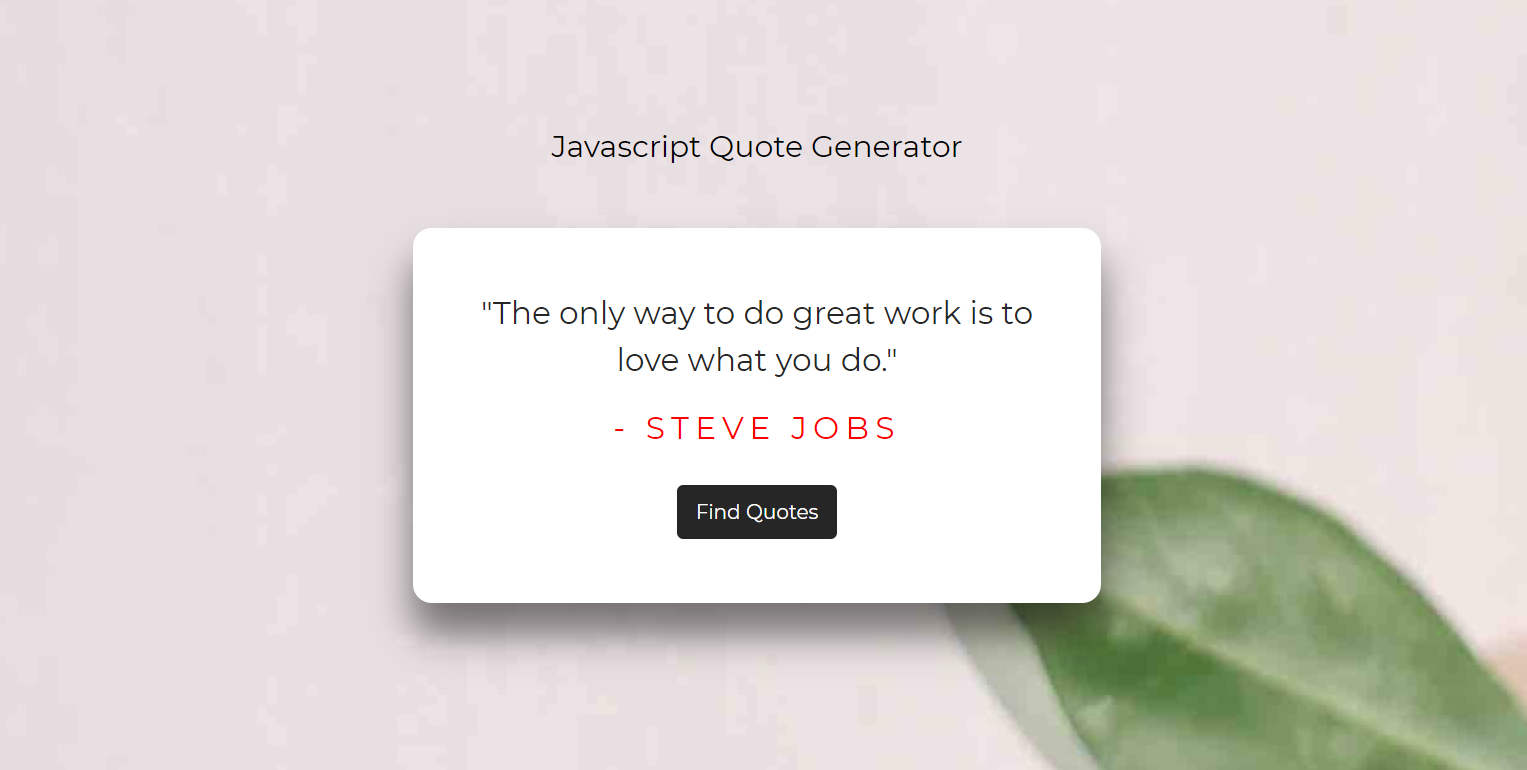 Javascript Quote Generator
"The only way to do great work is to
love what you do."
- STEVE JOBS
Find Quotes